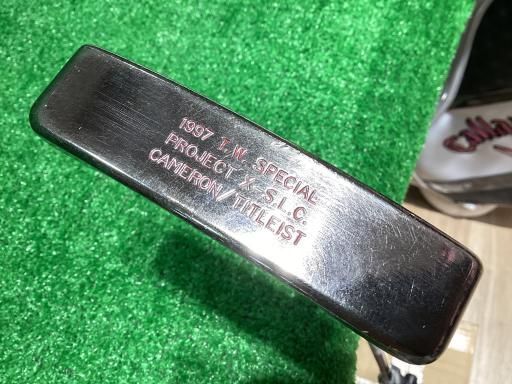 1997 T.W. SPECIAL
PROJECT X S.L.C.
CAMERON/TITLEIST